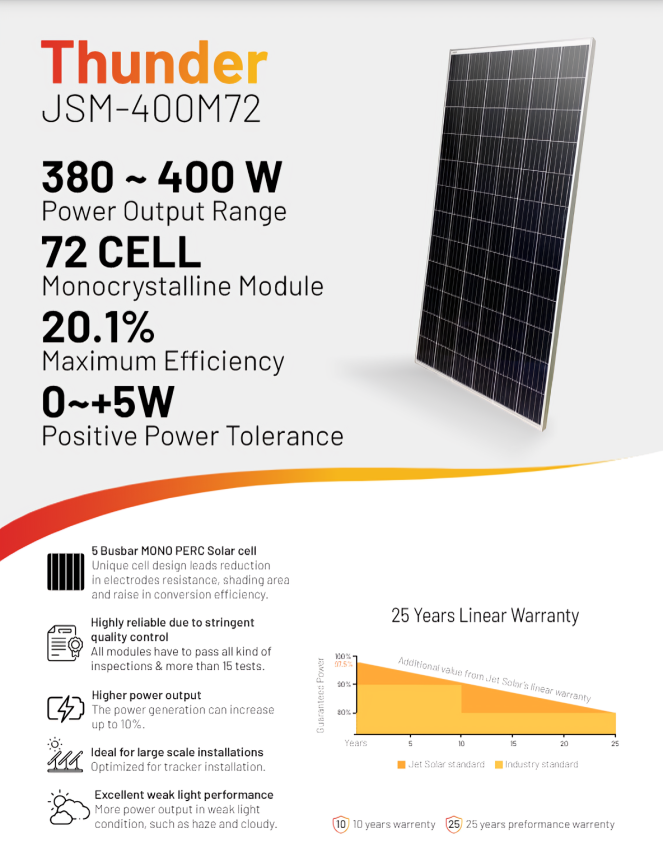 Thunder
JSM-400M72
380 ~ 400 W
Power Output Range
72 CELL
Monocrystalline Module
20.1%
Maximum Efficiency
0~+5W
Positive Power Tolerance
5 Busbar MONO PERC Solar cell
Unique cell design leads reduction
in electrodes resistance, shading area
and raise in conversion efficiency.
Highly reliable due to stringent
quality control
All modules have to pass all kind of
inspections & more than 15 tests.
Higher power output
The power generation can increase
up to 10%.
Ideal for large scale installations
Optimized for tracker installation.
Excellent weak light performance
More power output in weak light
condition, such as haze and cloudy.
25 Years Linear Warranty
Guaranteed Power
100%
97.5%
90%
80%
Additional value from Jet Solar's linear warranty
Years 5 10 15 20 25
Jet Solar standard Industry standard
10 10 years warrenty 25 25 years preformance warrenty